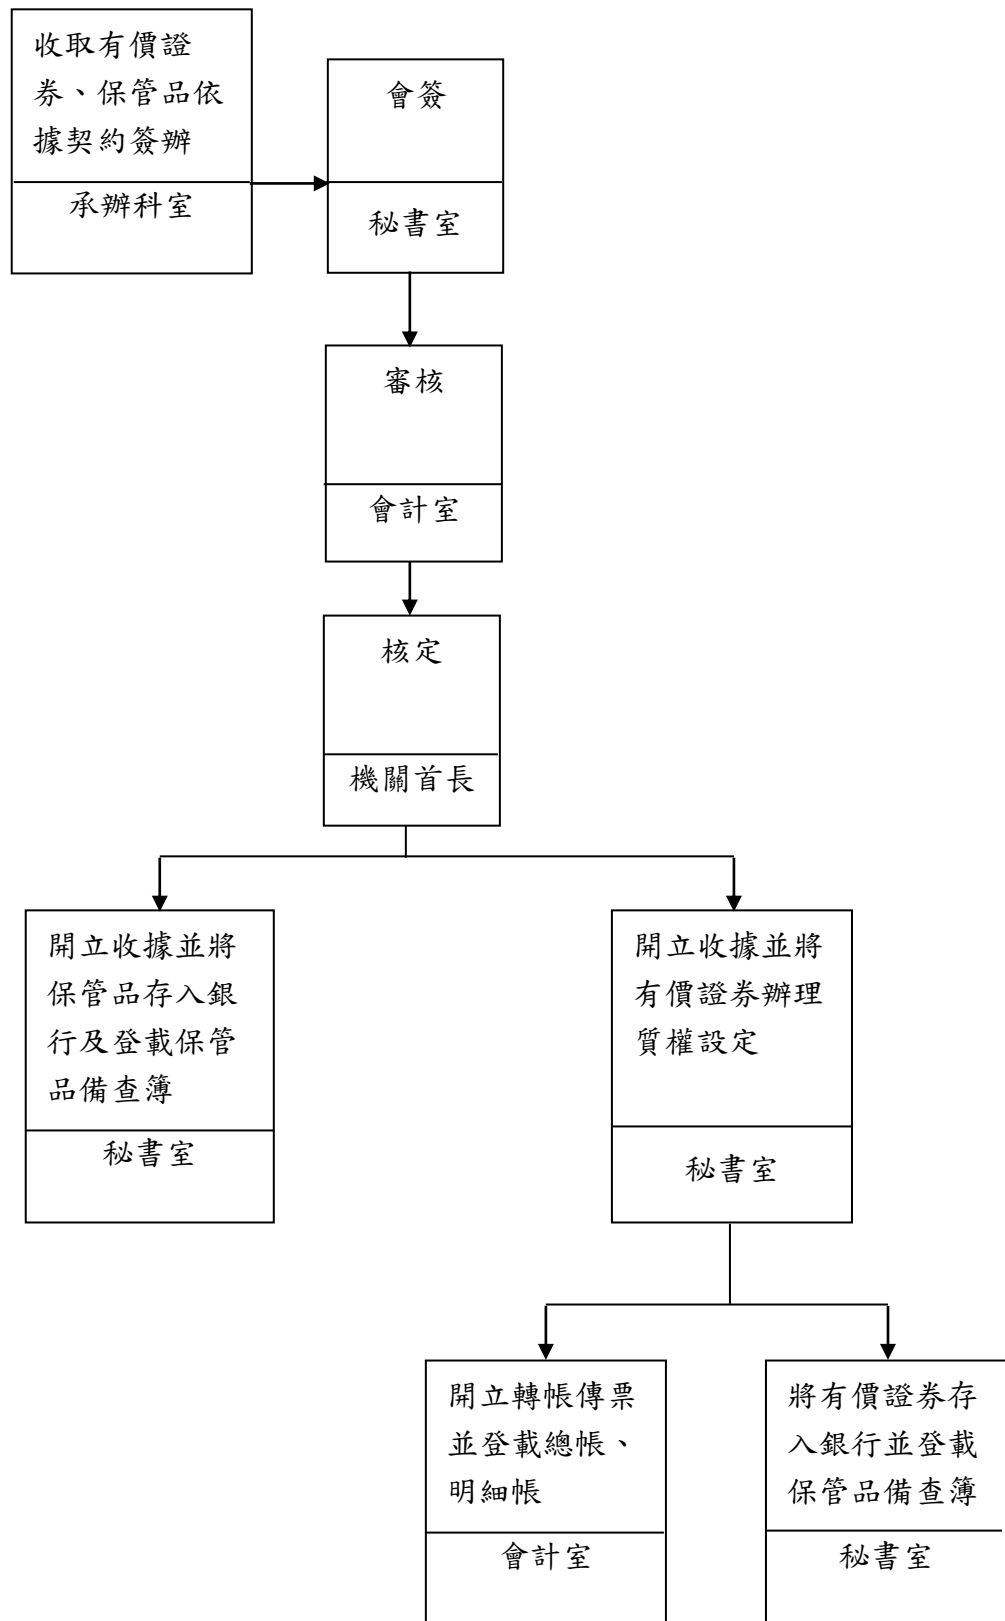 收取有價證
券、保管品依
據契約簽辦
承辦科室
會簽
秘書室
審核
會計室
核定
機關首長
開立收據並將
保管品存入銀
行及登載保管
品備查簿
秘書室
開立收據並將
有價證券辦理
質權設定
秘書室
開立轉帳傳票
並登載總帳、
明細帳
會計室
將有價證券存
入銀行並登載
保管品備查簿
秘書室